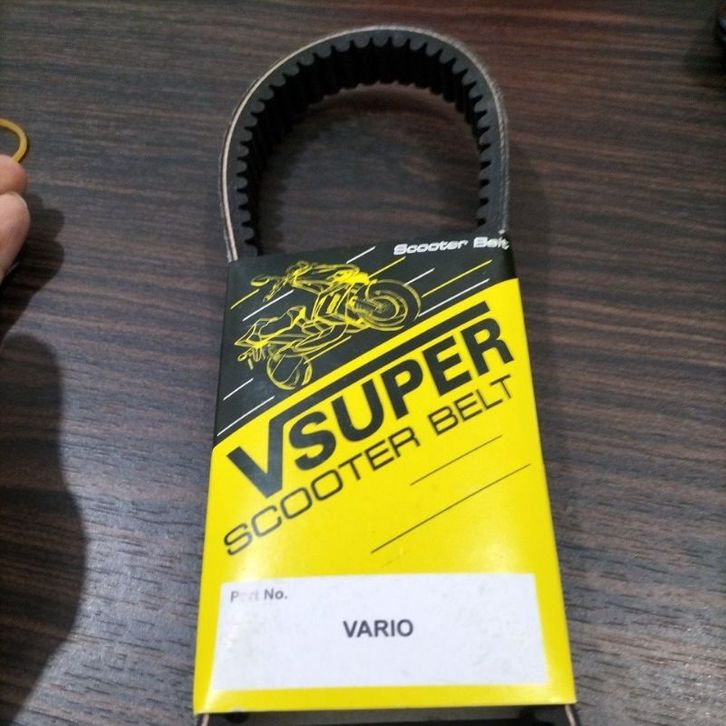 Scooter Belt
VSUPER
SCOOTER BELT
Part No.
VARIO